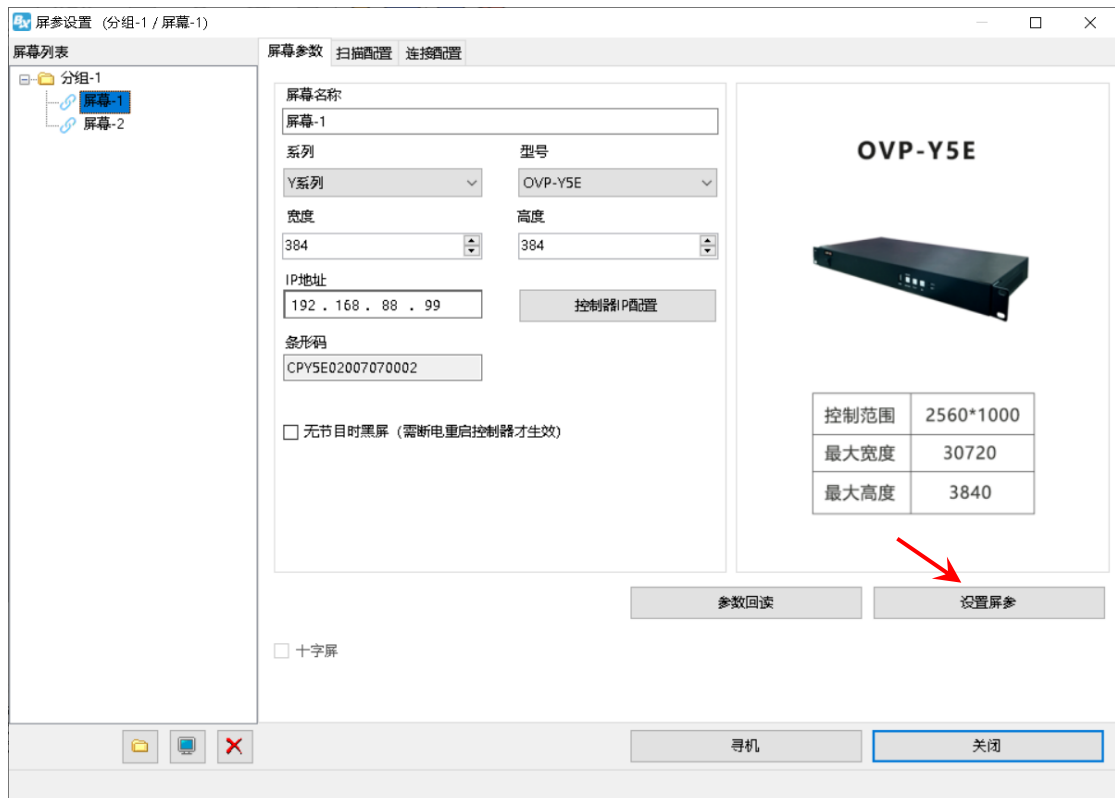 BX 屏参设置 (分组-1 / 屏幕-1)
屏幕列表
分组-1
屏幕-1
屏幕-2
屏幕参数 扫描配置 连接配置
屏幕名称
屏幕-1
系列 型号
Y系列 OVP-Y5E
宽度 高度
384 384
IP地址
192 . 168 . 88 . 99 控制器IP配置
条形码
CPY5E02007070002
无节目时黑屏（需断电重启控制器才生效)
OVP-Y5E
控制范围 2560*1000
最大宽度 30720
最大高度 3840
参数回读 设置屏参
十字屏
寻机 关闭